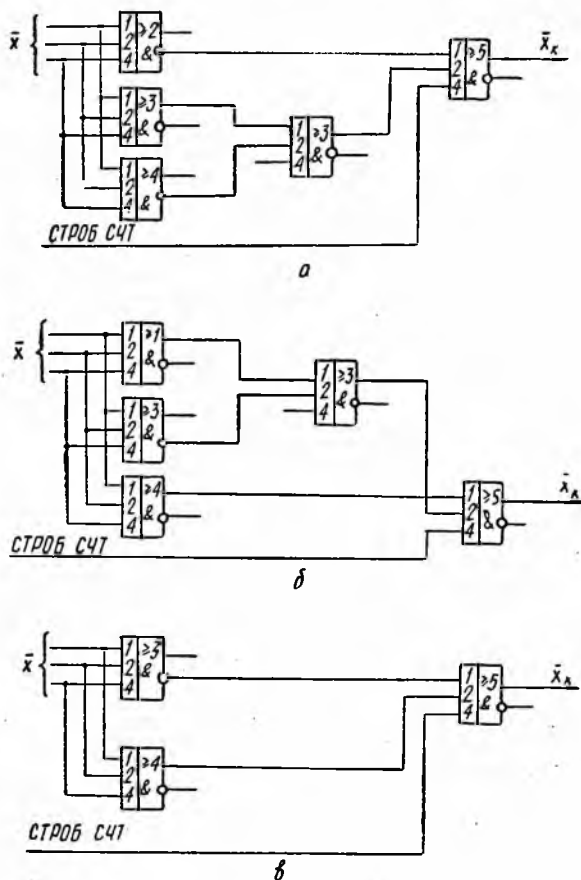 x̄ { 1 2 4 ≥2 &
1 2 4 ≥5 & x̄ₖ
1 2 4 ≥3 &
1 2 4 ≥3 &
1 2 4 ≥4 &
СТРОБ СЧТ
а
x̄ { 1 2 4 ≥1 &
1 2 4 ≥3 &
1 2 4 ≥3 &
1 2 4 ≥4 &
1 2 4 ≥5 & x̄ₖ
СТРОБ СЧТ
б
x̄ { 1 2 4 ≥3 &
1 2 4 ≥5 & x̄ₖ
1 2 4 ≥4 &
СТРОБ СЧТ
в